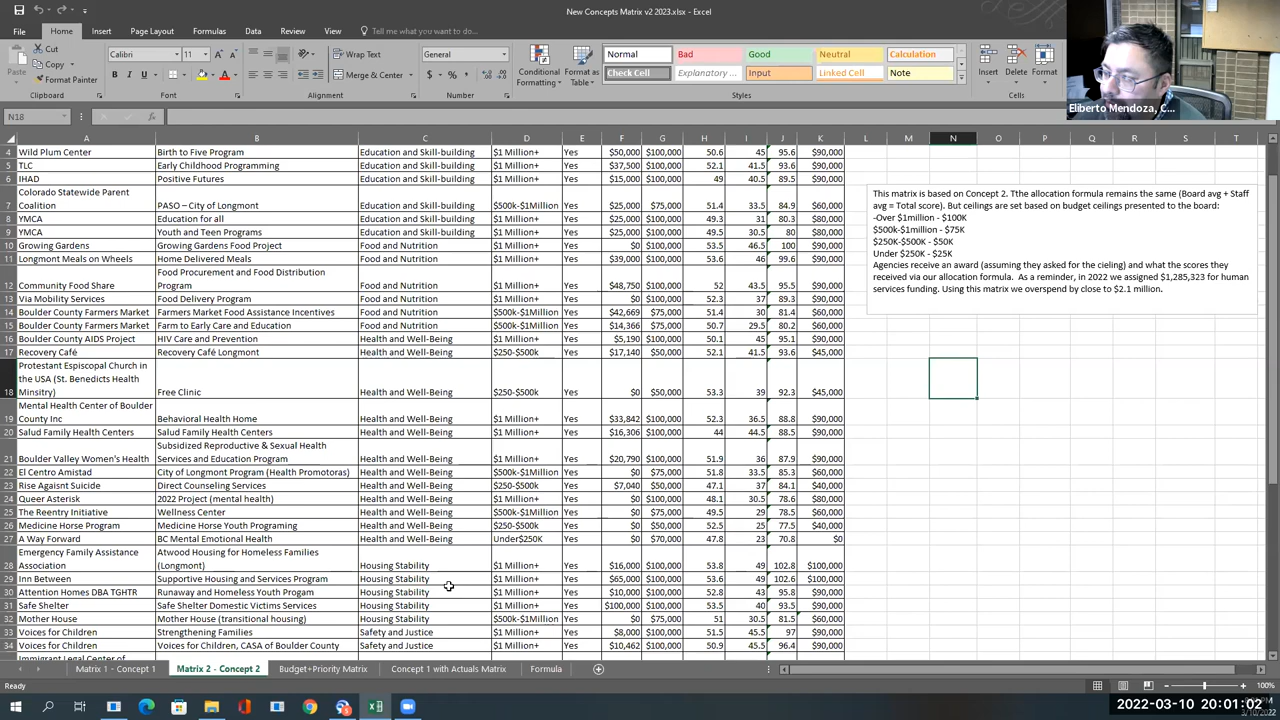 New Concepts Matrix v2 2023.xlsx - Excel
File Home Insert Page Layout Formulas Data Review View Tell me what you want to do
Cut
Copy
Format Painter
Paste
Clipboard
Calibri 11
Font
Wrap Text
Merge & Center
Alignment
General
Number
Conditional Formatting
Format as Table
Normal Bad Good Neutral Calculation
Check Cell Explanatory ... Input Linked Cell Note
Styles
Insert Delete Format
Cells
Eliberto Mendoza, C...
N18
A B C D E F G H I J K L M N O P Q R S T
4 Wild Plum Center Birth to Five Program Education and Skill-building $1 Million+ Yes $50,000 $100,000 50.6 45 95.6 $90,000
5 TLC Early Childhood Programming Education and Skill-building $1 Million+ Yes $37,500 $100,000 52.1 41.5 93.6 $90,000
6 IHAD Positive Futures Education and Skill-building $1 Million+ Yes $15,000 $100,000 49 40.5 89.5 $90,000
7 Colorado Statewide Parent Coalition PASO – City of Longmont Education and Skill-building $500k-$1Million Yes $25,000 $75,000 51.4 33.5 84.9 $60,000
8 YMCA Education for all Education and Skill-building $1 Million+ Yes $25,000 $100,000 49.3 31 80.3 $80,000
9 YMCA Youth and Teen Programs Education and Skill-building $1 Million+ Yes $25,000 $100,000 49.5 30.5 80 $80,000
10 Growing Gardens Growing Gardens Food Project Food and Nutrition $1 Million+ Yes $0 $100,000 53.5 46.5 100 $90,000
11 Longmont Meals on Wheels Home Delivered Meals Food and Nutrition $1 Million+ Yes $39,000 $100,000 53.6 46 99.6 $90,000
12 Community Food Share Food Procurement and Food Distribution Program Food and Nutrition $1 Million+ Yes $48,750 $100,000 52 43.5 95.5 $90,000
13 Via Mobility Services Food Delivery Program Food and Nutrition $1 Million+ Yes $0 $100,000 52.3 37 89.3 $90,000
14 Boulder County Farmers Market Farmers Market Food Assistance Incentives Food and Nutrition $500k-$1Million Yes $42,669 $75,000 51.4 30 81.4 $60,000
15 Boulder County Farmers Market Farm to Early Care and Education Food and Nutrition $500k-$1Million Yes $14,366 $75,000 50.7 29.5 80.2 $60,000
16 Boulder County AIDS Project HIV Care and Prevention Health and Well-Being $1 Million+ Yes $5,190 $100,000 50.1 45 95.1 $90,000
17 Recovery Café Recovery Café Longmont Health and Well-Being $250-$500k Yes $17,140 $50,000 52.1 41.5 93.6 $45,000
18 Protestant Espiscopal Church in the USA (St. Benedicts Health Minsitry) Free Clinic Health and Well-Being $250-$500k Yes $0 $50,000 53.3 39 92.3 $45,000
19 Mental Health Center of Boulder County Inc Behavioral Health Home Health and Well-Being $1 Million+ Yes $33,842 $100,000 52.3 36.5 88.8 $90,000
20 Salud Family Health Centers Salud Family Health Centers Health and Well-Being $1 Million+ Yes $16,306 $100,000 44 44.5 88.5 $90,000
21 Boulder Valley Women's Health Subsidized Reproductive & Sexual Health Services and Education Program Health and Well-Being $1 Million+ Yes $20,790 $100,000 51.9 36 87.9 $90,000
22 El Centro Amistad City of Longmont Program (Health Promotoras) Health and Well-Being $500k-$1Million Yes $0 $75,000 51.8 33.5 85.3 $60,000
23 Rise Agaisnt Suicide Direct Counseling Services Health and Well-Being $250-$500k Yes $7,040 $50,000 47.1 37 84.1 $40,000
24 Queer Asterisk 2022 Project (mental health) Health and Well-Being $1 Million+ Yes $0 $100,000 48.1 30.5 78.6 $80,000
25 The Reentry Initiative Wellness Center Health and Well-Being $500k-$1Million Yes $0 $75,000 49.5 29 78.5 $60,000
26 Medicine Horse Program Medicine Horse Youth Programing Health and Well-Being $250-$500k Yes $0 $50,000 52.5 25 77.5 $40,000
27 A Way Forward BC Mental Emotional Health Health and Well-Being Under$250K Yes $0 $70,000 47.8 23 70.8 $0
28 Emergency Family Assistance Association Atwood Housing for Homeless Families (Longmont) Housing Stability $1 Million+ Yes $16,000 $100,000 53.8 49 102.8 $100,000
29 Inn Between Supportive Housing and Services Program Housing Stability $1 Million+ Yes $65,000 $100,000 53.6 49 102.6 $100,000
30 Attention Homes DBA TGHTR Runaway and Homeless Youth Progam Housing Stability $1 Million+ Yes $10,000 $100,000 52.8 43 95.8 $90,000
31 Safe Shelter Safe Shelter Domestic Victims Services Housing Stability $1 Million+ Yes $100,000 $100,000 53.5 40 93.5 $90,000
32 Mother House Mother House (transitional housing) Housing Stability $500k-$1Million Yes $0 $75,000 51 30.5 81.5 $60,000
33 Voices for Children Strengthening Families Safety and Justice $1 Million+ Yes $8,000 $100,000 51.5 45.5 97 $90,000
34 Voices for Children Voices for Children, CASA of Boulder County Safety and Justice $1 Million+ Yes $10,462 $100,000 50.9 45.5 96.4 $90,000
Immigrant Legal Center of
This matrix is based on Concept 2. Tthe allocation formula remains the same (Board avg + Staff
avg = Total score). But ceilings are set based on budget ceilings presented to the board:
-Over $1million - $100K
$500k-$1million - $75K
$250K-$500K - $50K
Under $250K - $25K
Agencies receive an award (assuming they asked for the cieling) and what the scores they
received via our allocation formula. As a reminder, in 2022 we assigned $1,285,323 for human
services funding. Using this matrix we overspend by close to $2.1 million.
Matrix 1 - Concept 1 Matrix 2 - Concept 2 Budget+Priority Matrix Concept 1 with Actuals Matrix Formula
Ready
100%
2022-03-10 20:01:02
3/10/2022